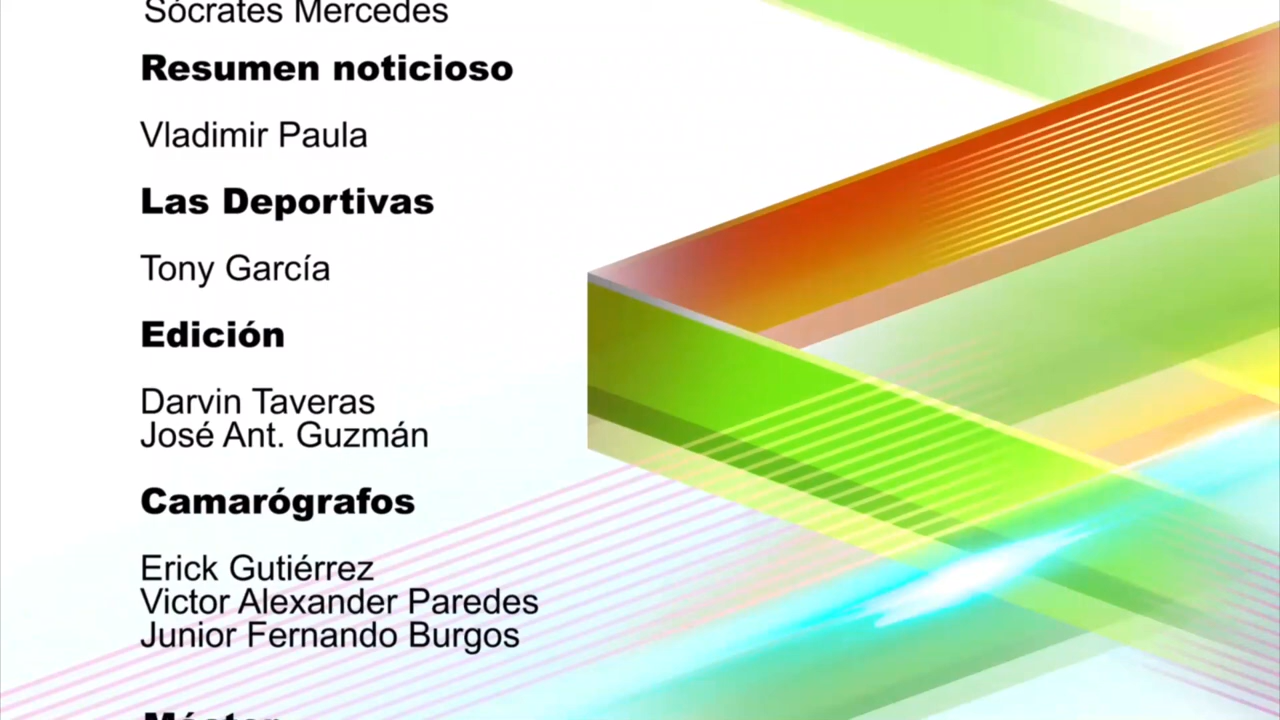 Sócrates Mercedes
Resumen noticioso
Vladimir Paula
Las Deportivas
Tony García
Edición
Darvin Taveras
José Ant. Guzmán
Camarógrafos
Erick Gutiérrez
Victor Alexander Paredes
Junior Fernando Burgos
Máster